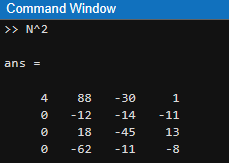 Command Window
>> N^2
ans =
4 88 -30 1
0 -12 -14 -11
0 18 -45 13
0 -62 -11 -8